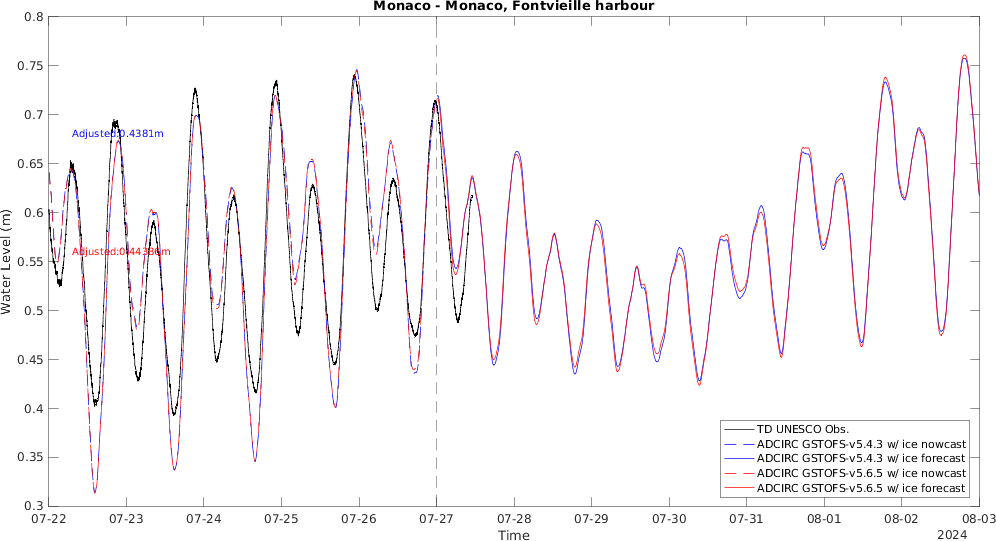 Monaco - Monaco, Fontvieille harbour
Water Level (m)
0.8
0.75
0.7
0.65
0.6
0.55
0.5
0.45
0.4
0.35
0.3
Adjusted:0.4381m
Adjusted:0.44386m
TD UNESCO Obs.
ADCIRC GSTOFS-v5.4.3 w/ ice nowcast
ADCIRC GSTOFS-v5.4.3 w/ ice forecast
ADCIRC GSTOFS-v5.6.5 w/ ice nowcast
ADCIRC GSTOFS-v5.6.5 w/ ice forecast
07-22 07-23 07-24 07-25 07-26 07-27 07-28 07-29 07-30 07-31 08-01 08-02 08-03
Time
2024